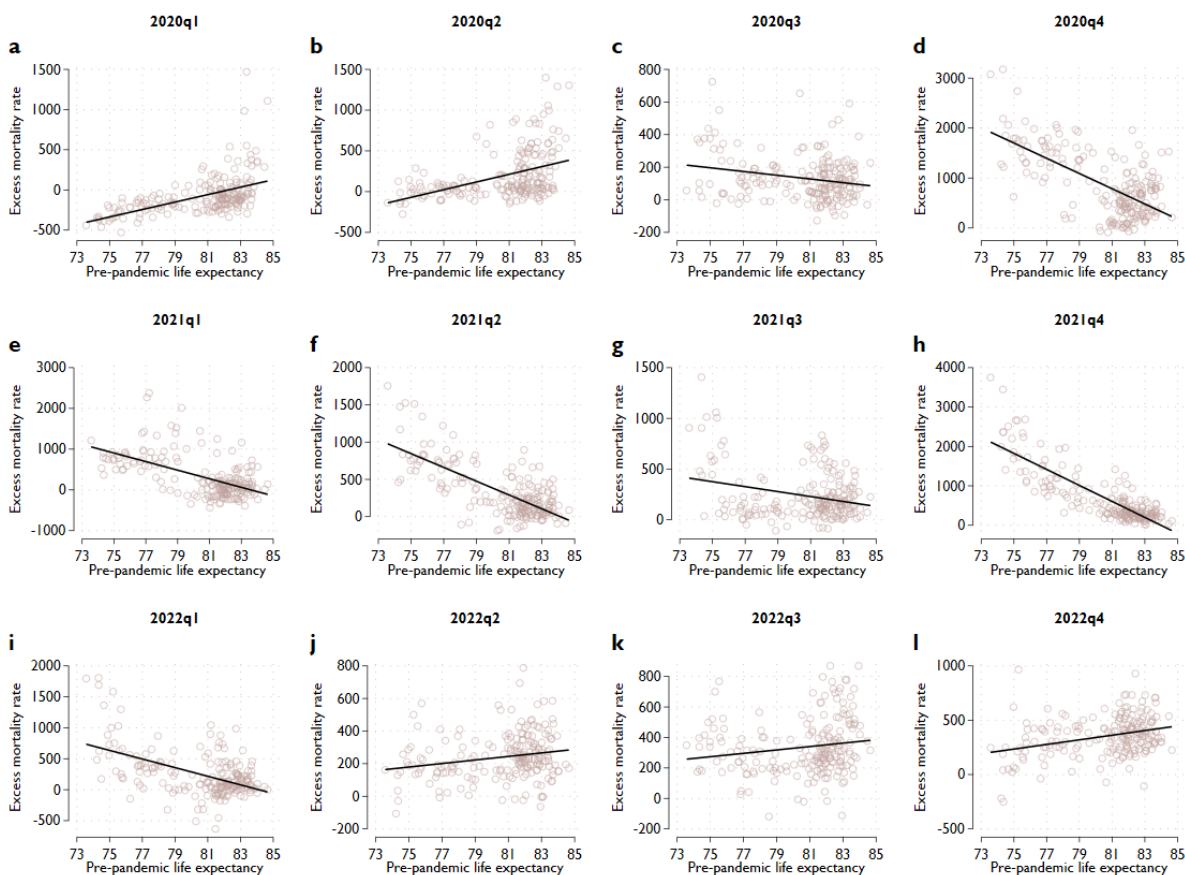 2020q1
2020q2
2020q3
2020q4
a
b
c
d
Excess mortality rate
1500
1000
500
0
-500
73 75 77 79 81 83 85
Pre-pandemic life expectancy
Excess mortality rate
1500
1000
500
0
-500
73 75 77 79 81 83 85
Pre-pandemic life expectancy
Excess mortality rate
800
600
400
200
0
-200
73 75 77 79 81 83 85
Pre-pandemic life expectancy
Excess mortality rate
3000
2000
1000
0
73 75 77 79 81 83 85
Pre-pandemic life expectancy
2021q1
2021q2
2021q3
2021q4
e
f
g
h
Excess mortality rate
3000
2000
1000
0
-1000
73 75 77 79 81 83 85
Pre-pandemic life expectancy
Excess mortality rate
2000
1500
1000
500
0
73 75 77 79 81 83 85
Pre-pandemic life expectancy
Excess mortality rate
1500
1000
500
0
73 75 77 79 81 83 85
Pre-pandemic life expectancy
Excess mortality rate
4000
3000
2000
1000
0
73 75 77 79 81 83 85
Pre-pandemic life expectancy
2022q1
2022q2
2022q3
2022q4
i
j
k
l
Excess mortality rate
2000
1500
1000
500
0
-500
73 75 77 79 81 83 85
Pre-pandemic life expectancy
Excess mortality rate
800
600
400
200
0
-200
73 75 77 79 81 83 85
Pre-pandemic life expectancy
Excess mortality rate
800
600
400
200
0
-200
73 75 77 79 81 83 85
Pre-pandemic life expectancy
Excess mortality rate
1000
500
0
-500
73 75 77 79 81 83 85
Pre-pandemic life expectancy